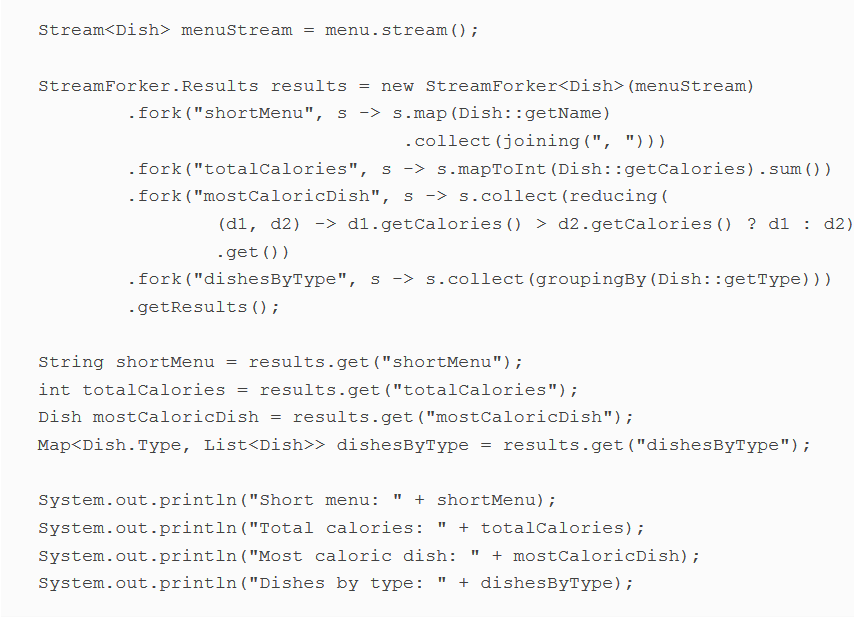 Stream<Dish> menuStream = menu.stream();

StreamForker.Results results = new StreamForker<Dish>(menuStream)
        .fork("shortMenu", s -> s.map(Dish::getName)
                                 .collect(joining(", ")))
        .fork("totalCalories", s -> s.mapToInt(Dish::getCalories).sum())
        .fork("mostCaloricDish", s -> s.collect(reducing(
                (d1, d2) -> d1.getCalories() > d2.getCalories() ? d1 : d2)
                .get())
        .fork("dishesByType", s -> s.collect(groupingBy(Dish::getType)))
        .getResults();

String shortMenu = results.get("shortMenu");
int totalCalories = results.get("totalCalories");
Dish mostCaloricDish = results.get("mostCaloricDish");
Map<Dish.Type, List<Dish>> dishesByType = results.get("dishesByType");

System.out.println("Short menu: " + shortMenu);
System.out.println("Total calories: " + totalCalories);
System.out.println("Most caloric dish: " + mostCaloricDish);
System.out.println("Dishes by type: " + dishesByType);